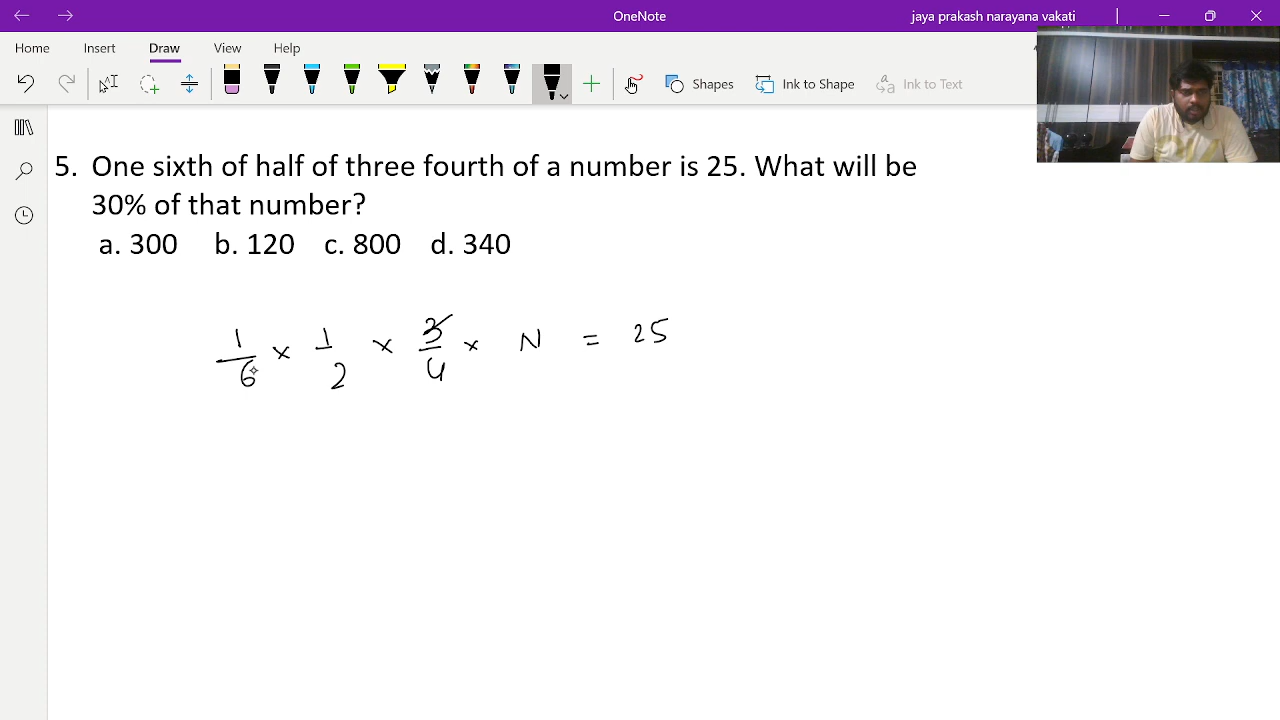 OneNote
jaya prakash narayana vakati
Home Insert Draw View Help
Shapes Ink to Shape Ink to Text
5. One sixth of half of three fourth of a number is 25. What will be
30% of that number?
a. 300 b. 120 c. 800 d. 340
1/6 × 1/2 × 3/4 × N = 25